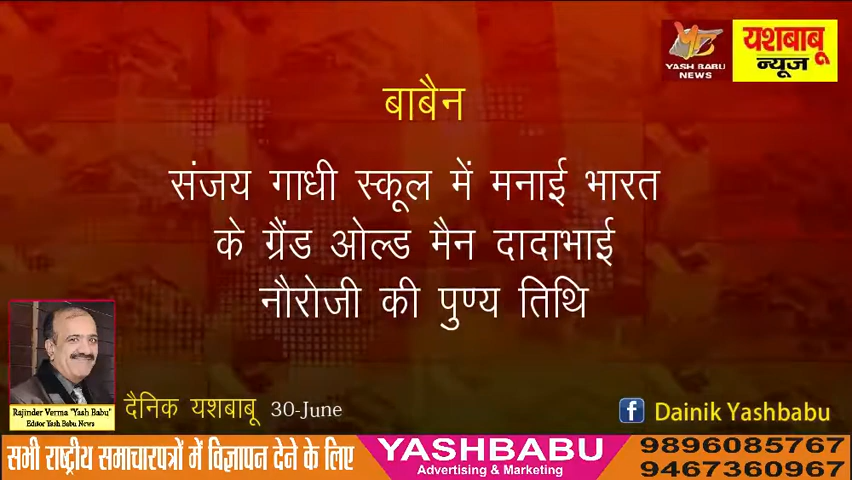 YASH BABU
NEWS
यशबाबू
न्यूज
बाबैन
संजय गाधी स्कूल में मनाई भारत
के ग्रैंड ओल्ड मैन दादाभाई
नौरोजी की पुण्य तिथि
Rajinder Verma "Yash Babu"
Editor Yash Babu News
दैनिक यशबाबू 30-June
Dainik Yashbabu
सभी राष्ट्रीय समाचारपत्रों में विज्ञापन देने के लिए
YASHBABU
Advertising & Marketing
9896085767
9467360967